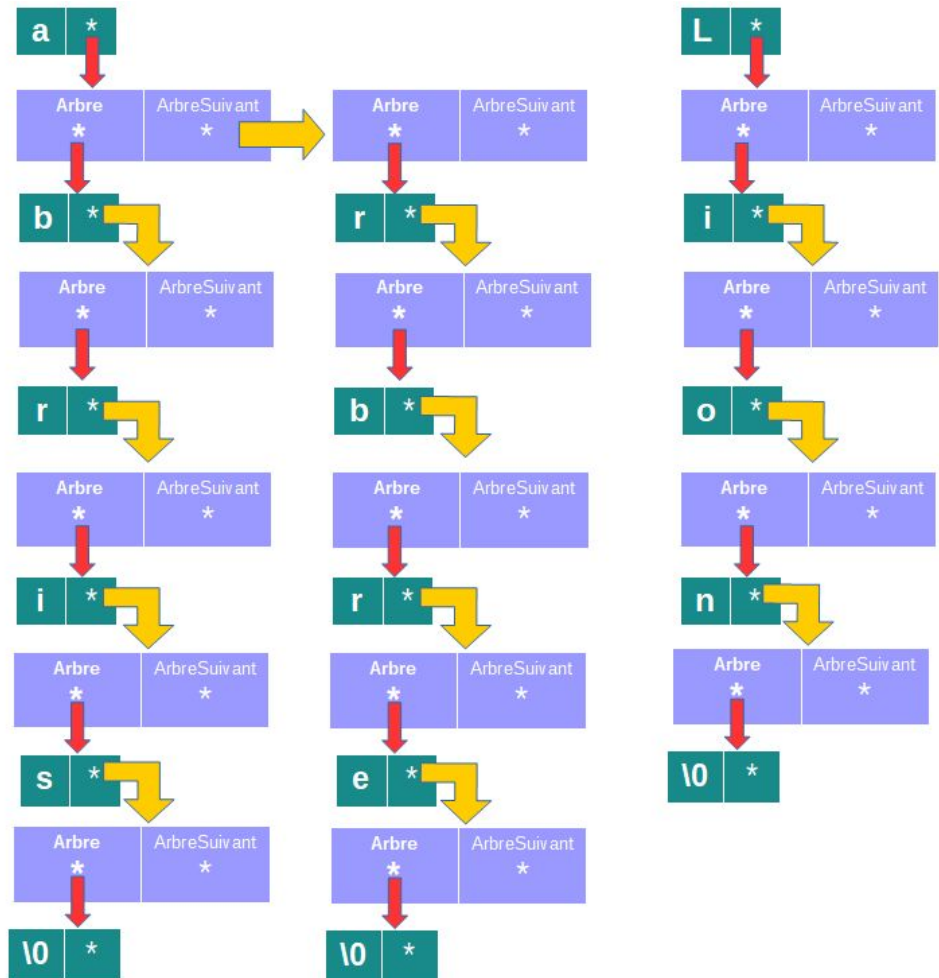 a * L *
Arbre ArbreSuivant Arbre ArbreSuivant Arbre ArbreSuivant
* * * * * *
b * r * i *
Arbre ArbreSuivant Arbre ArbreSuivant Arbre ArbreSuivant
* * * * * *
r * b * o *
Arbre ArbreSuivant Arbre ArbreSuivant Arbre ArbreSuivant
* * * * * *
i * r * n *
Arbre ArbreSuivant Arbre ArbreSuivant Arbre ArbreSuivant
* * * * * *
s * e * \0 *
Arbre ArbreSuivant Arbre ArbreSuivant
* * * *
\0 * \0 *